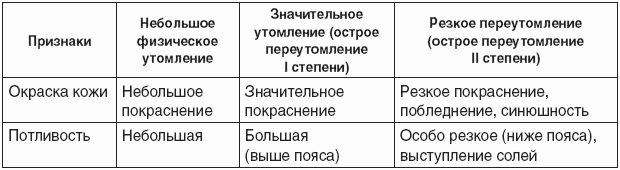 Признаки
Небольшое
физическое
утомление
Значительное
утомление (острое
переутомление
I степени)
Резкое переутомление
(острое переутомление
II степени)
Окраска кожи
Небольшое
покраснение
Значительное
покраснение
Резкое покраснение,
побледнение, синюшность
Потливость
Небольшая
Большая
(выше пояса)
Особо резкое (ниже пояса),
выступление солей